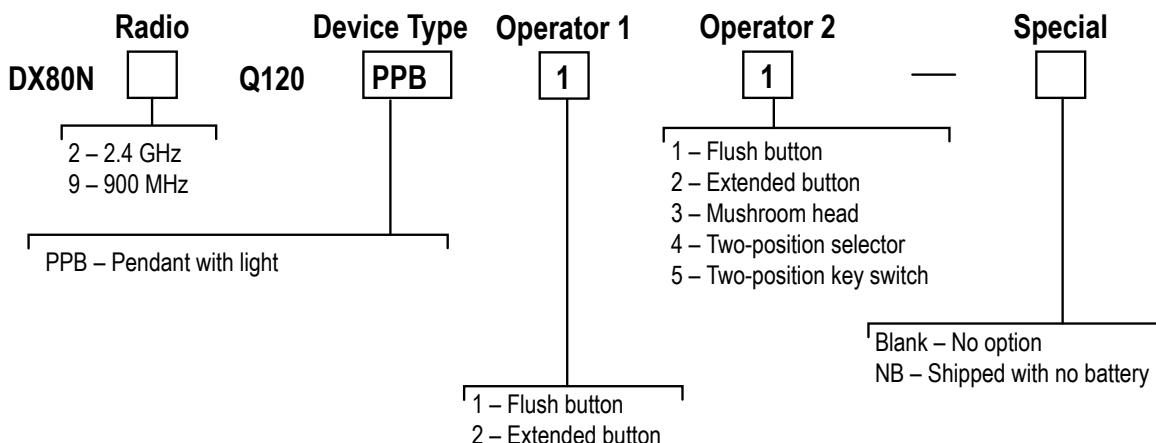 Radio Device Type Operator 1 Operator 2 Special
DX80N Q120 PPB 1 1 —
2 – 2.4 GHz
9 – 900 MHz
PPB – Pendant with light
1 – Flush button
2 – Extended button
3 – Mushroom head
4 – Two-position selector
5 – Two-position key switch
Blank – No option
NB – Shipped with no battery
1 – Flush button
2 – Extended button